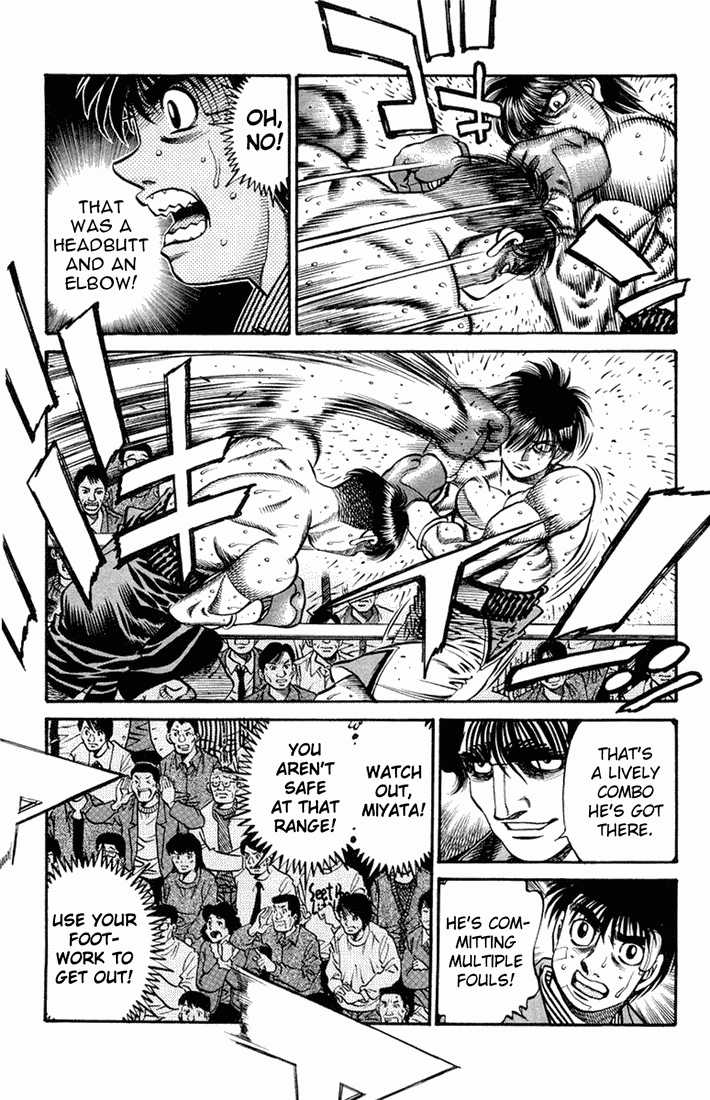 OH,
NO!
THAT
WAS A
HEADBUTT
AND AN
ELBOW!
THAT'S
A LIVELY
COMBO
HE'S GOT
THERE.
HE'S COM-
MITTING
MULTIPLE
FOULS!
WATCH
OUT,
MIYATA!
YOU
AREN'T
SAFE
AT THAT
RANGE!
USE YOUR
FOOT-
WORK TO
GET OUT!